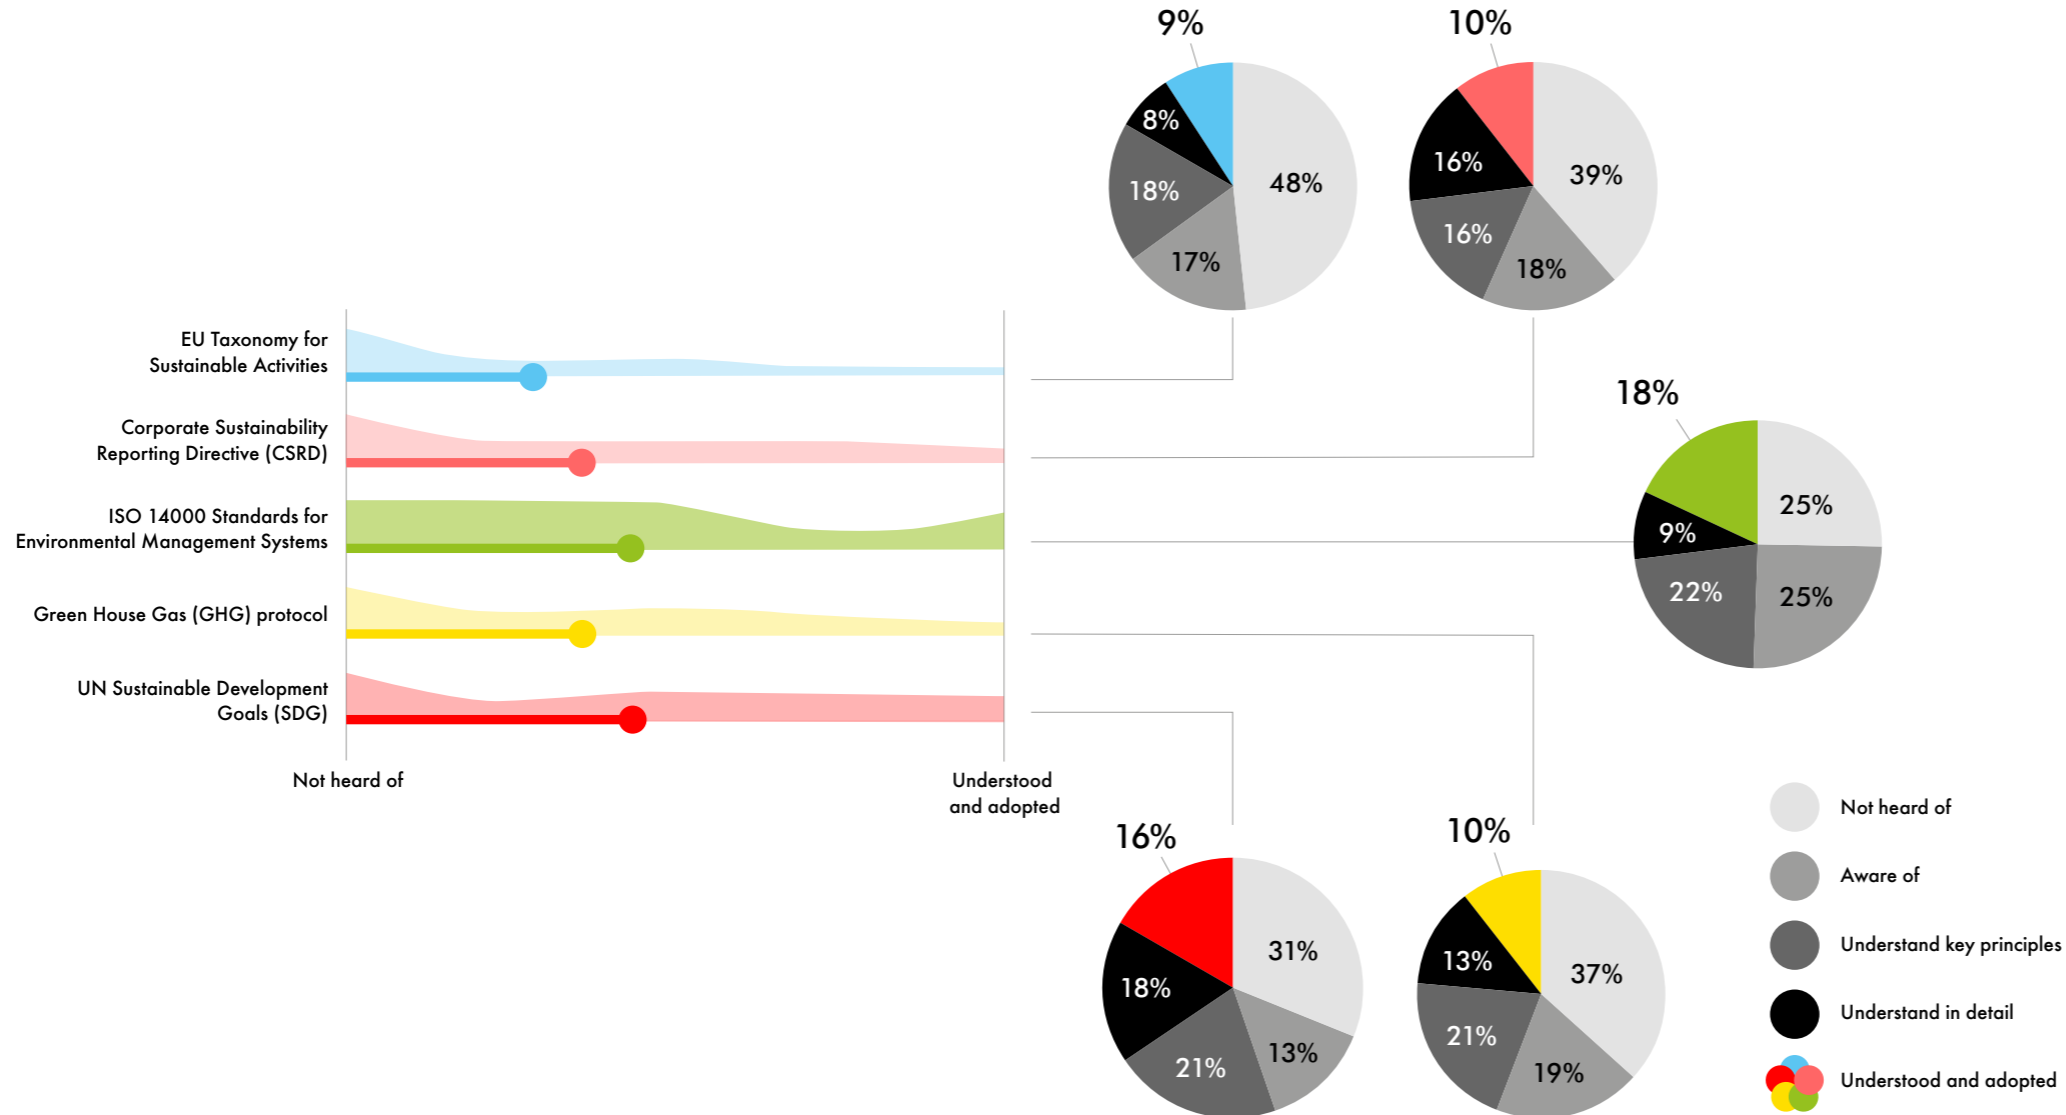 9%
10%
8%
48%
18%
17%
16%
39%
16%
18%
EU Taxonomy for
Sustainable Activities
Corporate Sustainability
Reporting Directive (CSRD)
ISO 14000 Standards for
Environmental Management Systems
Green House Gas (GHG) protocol
UN Sustainable Development
Goals (SDG)
Not heard of
Understood
and adopted
18%
25%
9%
22%
25%
16%
31%
18%
21%
13%
10%
37%
13%
21%
19%
Not heard of
Aware of
Understand key principles
Understand in detail
Understood and adopted